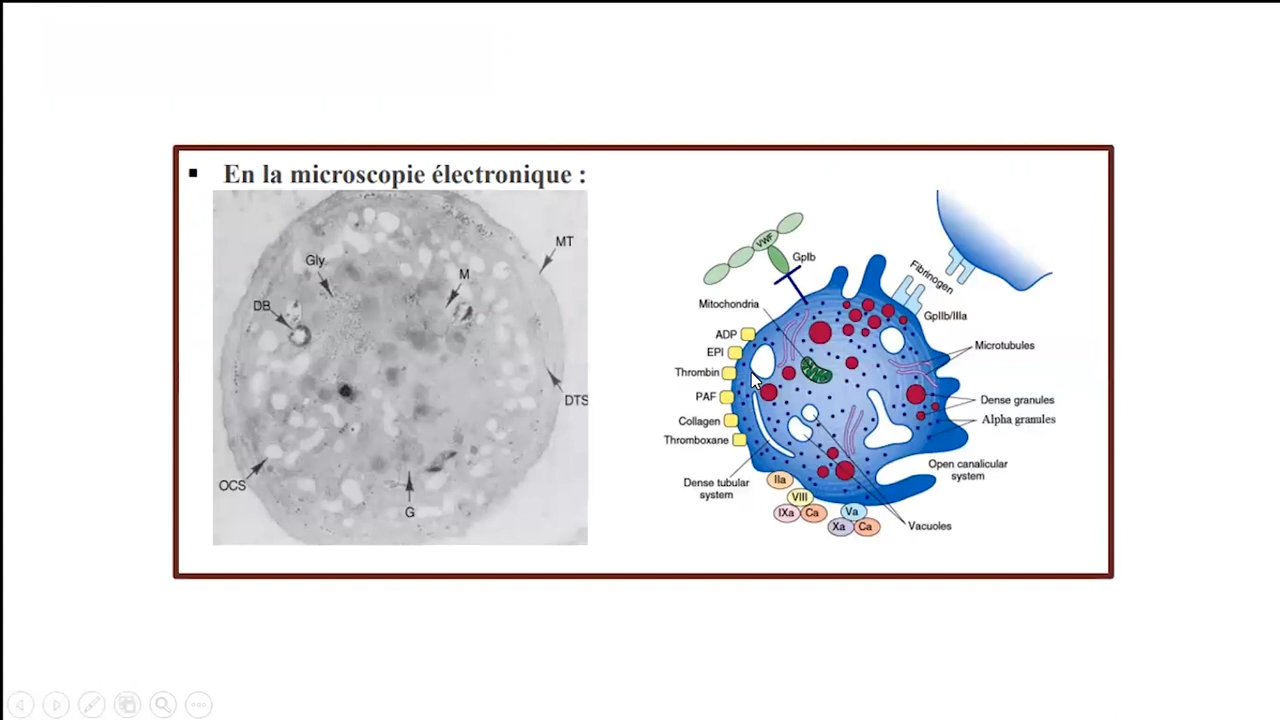 ▪ En la microscopie électronique :
MT
Gly
M
DB
DTS
OCS
G
VWF
GpIb
Fibrinogen
Mitochondria
GpIIb/IIIa
ADP
EPI
Microtubules
Thrombin
PAF
Dense granules
Collagen
Alpha granules
Thromboxane
Open canalicular
system
Dense tubular
system
IIa
VIII
IXa
Ca
Va
Xa
Ca
Vacuoles